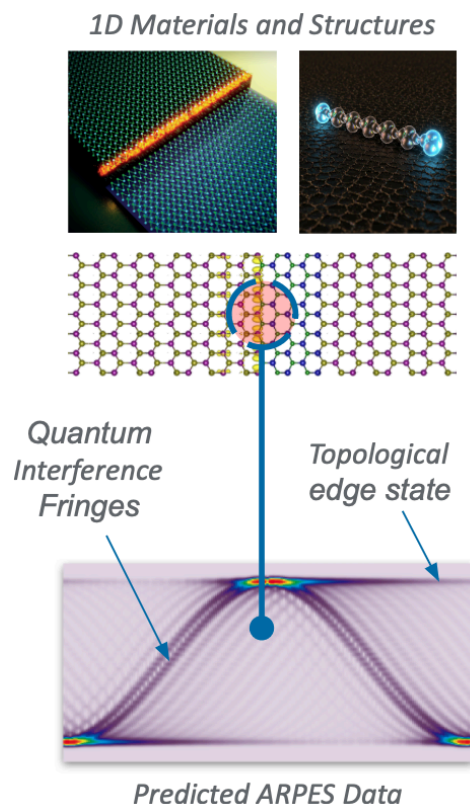 1D Materials and Structures
Quantum
Interference
Fringes
Topological
edge state
Predicted ARPES Data